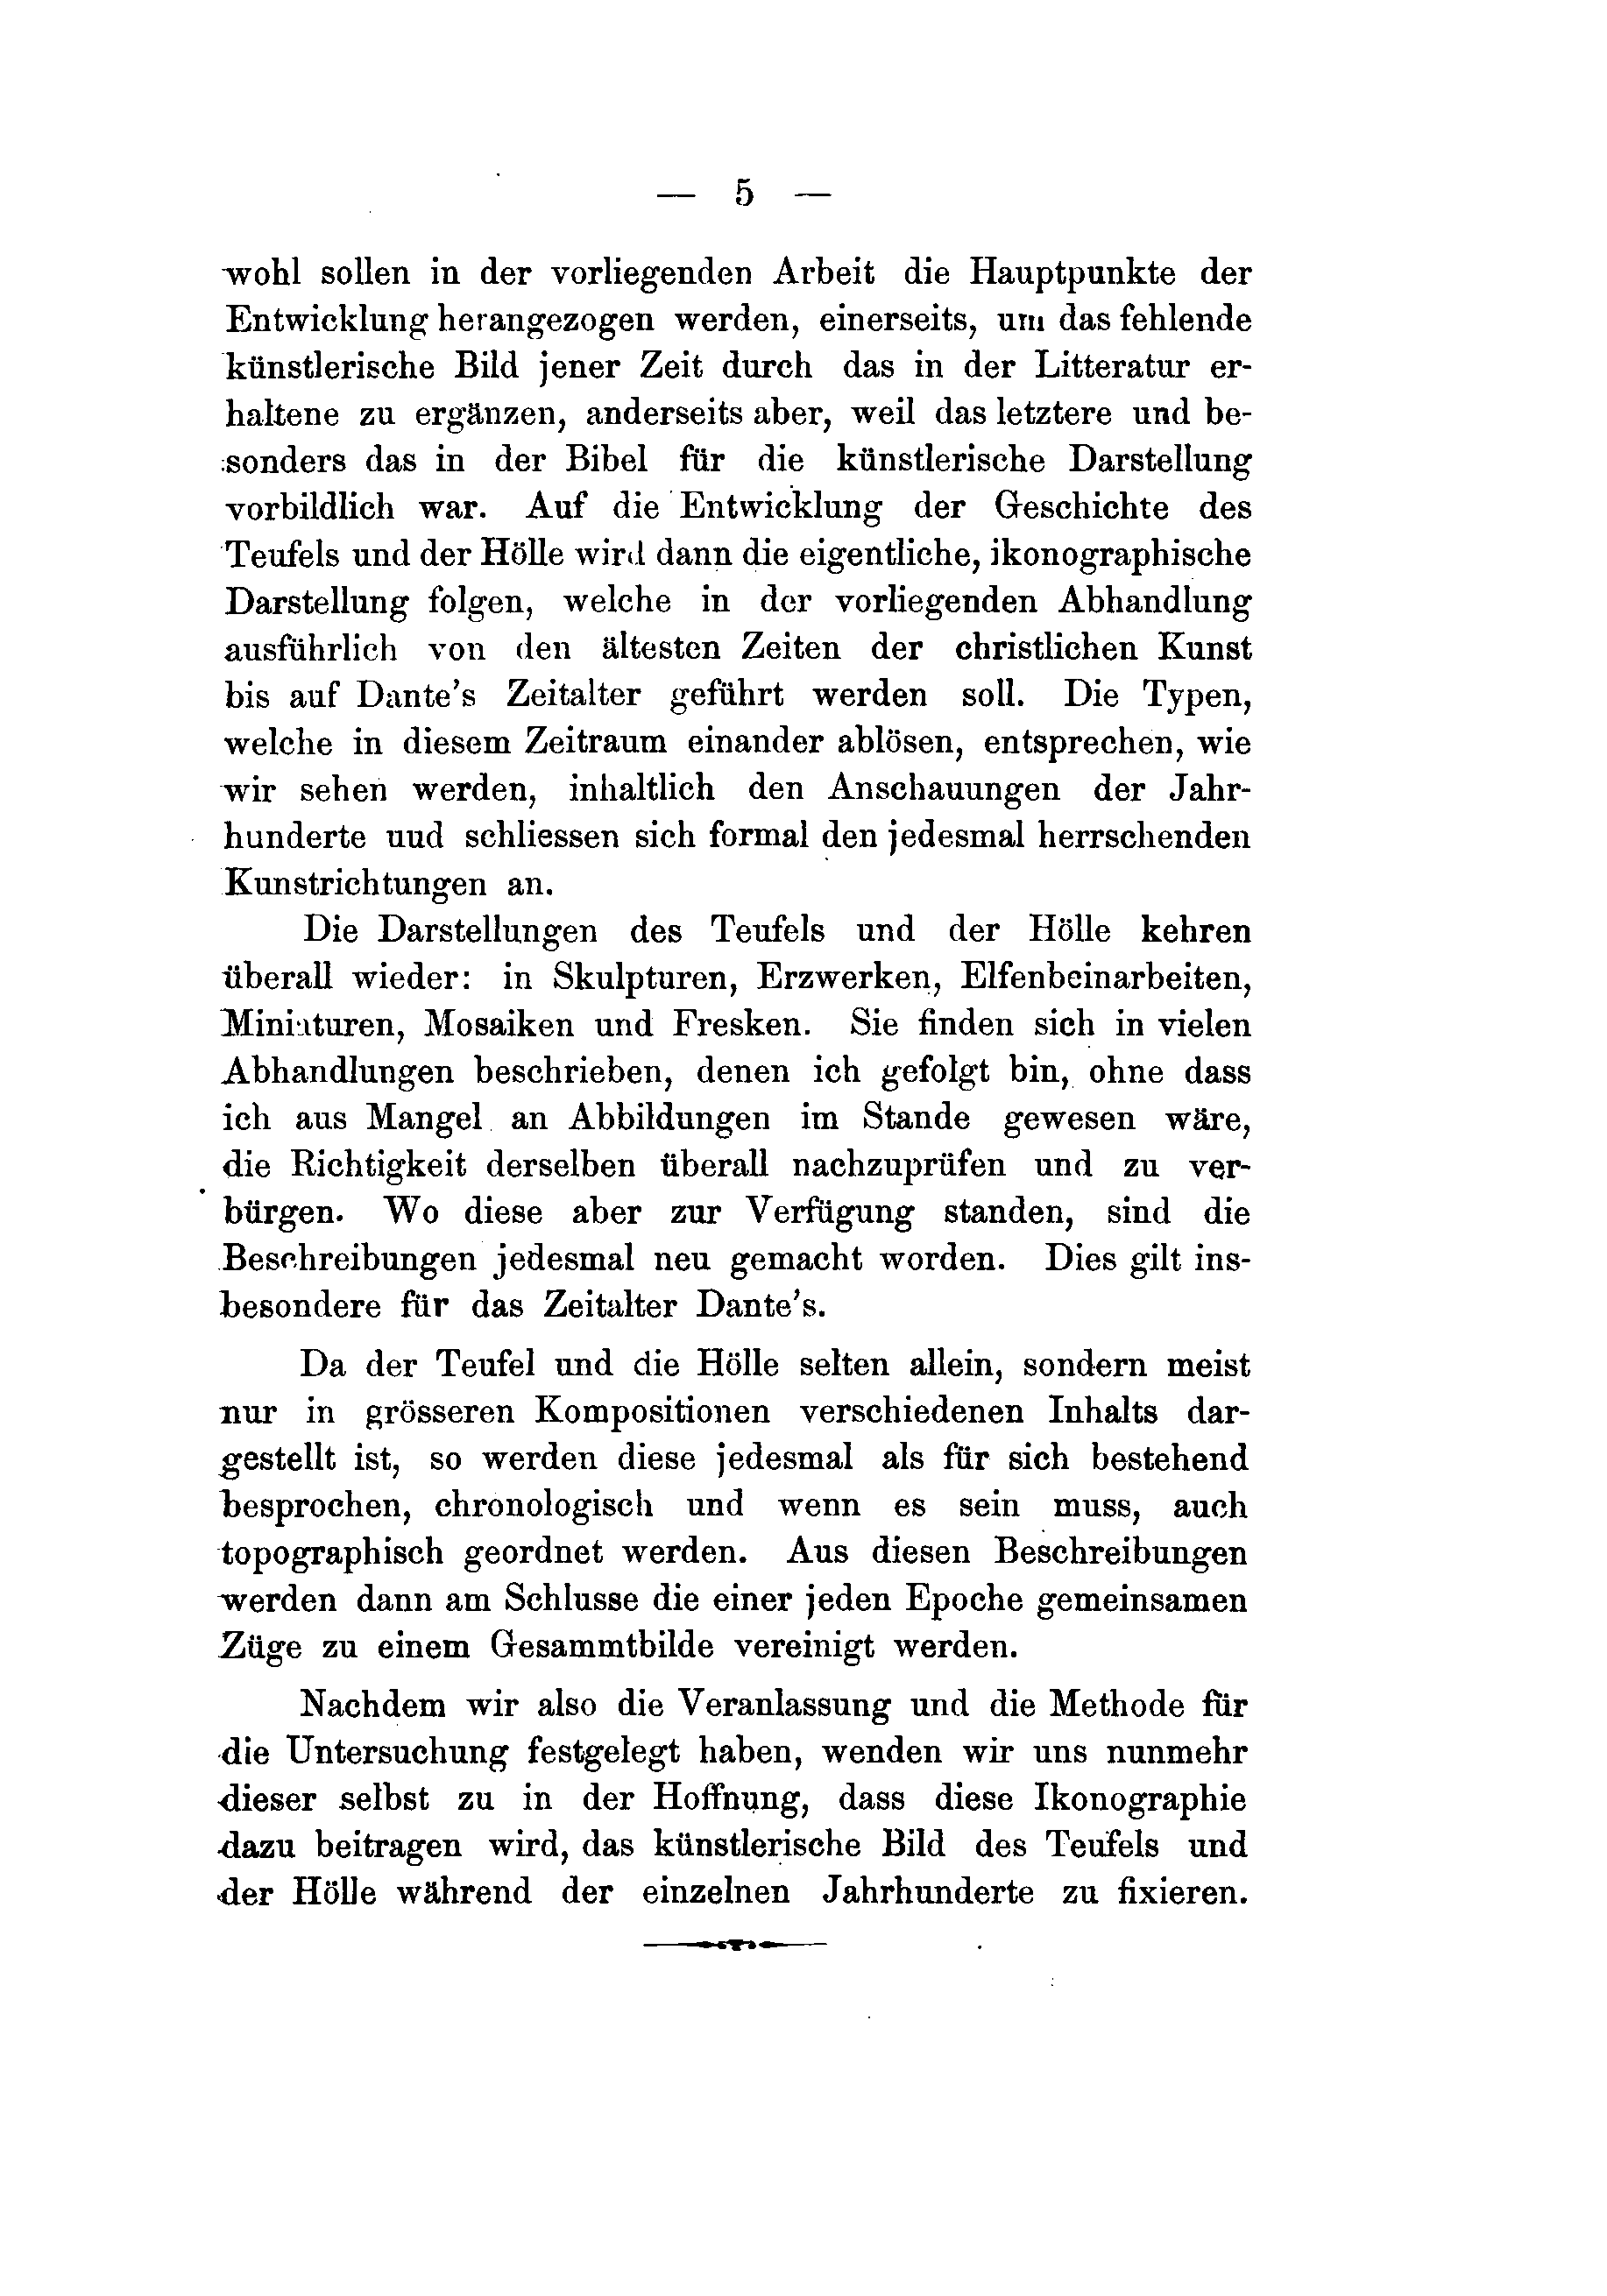 — 5 —
wohl sollen in der vorliegenden Arbeit die Hauptpunkte der
Entwicklung herangezogen werden, einerseits, um das fehlende
künstlerische Bild jener Zeit durch das in der Litteratur er-
haltene zu ergänzen, anderseits aber, weil das letztere und be-
sonders das in der Bibel für die künstlerische Darstellung
vorbildlich war. Auf die Entwicklung der Geschichte des
Teufels und der Hölle wird dann die eigentliche, ikonographische
Darstellung folgen, welche in der vorliegenden Abhandlung
ausführlich von den ältesten Zeiten der christlichen Kunst
bis auf Dante's Zeitalter geführt werden soll. Die Typen,
welche in diesem Zeitraum einander ablösen, entsprechen, wie
wir sehen werden, inhaltlich den Anschauungen der Jahr-
hunderte uud schliessen sich formal den jedesmal herrschenden
Kunstrichtungen an.
Die Darstellungen des Teufels und der Hölle kehren
überall wieder: in Skulpturen, Erzwerken, Elfenbeinarbeiten,
Miniaturen, Mosaiken und Fresken. Sie finden sich in vielen
Abhandlungen beschrieben, denen ich gefolgt bin, ohne dass
ich aus Mangel an Abbildungen im Stande gewesen wäre,
die Richtigkeit derselben überall nachzuprüfen und zu ver-
bürgen. Wo diese aber zur Verfügung standen, sind die
Beschreibungen jedesmal neu gemacht worden. Dies gilt ins-
besondere für das Zeitalter Dante's.
Da der Teufel und die Hölle selten allein, sondern meist
nur in grösseren Kompositionen verschiedenen Inhalts dar-
gestellt ist, so werden diese jedesmal als für sich bestehend
besprochen, chronologisch und wenn es sein muss, auch
topographisch geordnet werden. Aus diesen Beschreibungen
werden dann am Schlusse die einer jeden Epoche gemeinsamen
Züge zu einem Gesammtbilde vereinigt werden.
Nachdem wir also die Veranlassung und die Methode für
die Untersuchung festgelegt haben, wenden wir uns nunmehr
dieser selbst zu in der Hoffnung, dass diese Ikonographie
dazu beitragen wird, das künstlerische Bild des Teufels und
der Hölle während der einzelnen Jahrhunderte zu fixieren.